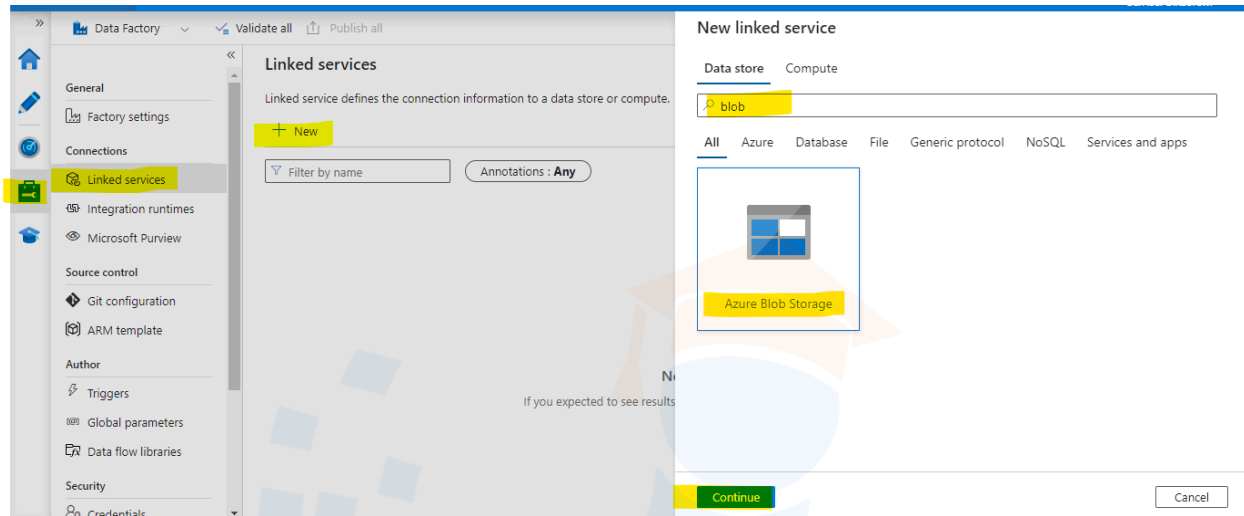 Data Factory
Validate all
Publish all
General
Factory settings
Connections
Linked services
Integration runtimes
Microsoft Purview
Source control
Git configuration
ARM template
Author
Triggers
Global parameters
Data flow libraries
Security
Credentials
Linked services
Linked service defines the connection information to a data store or compute.
New
Filter by name
Annotations : Any
If you expected to see results
New linked service
Data store Compute
blob
All Azure Database File Generic protocol NoSQL Services and apps
Azure Blob Storage
Continue Cancel